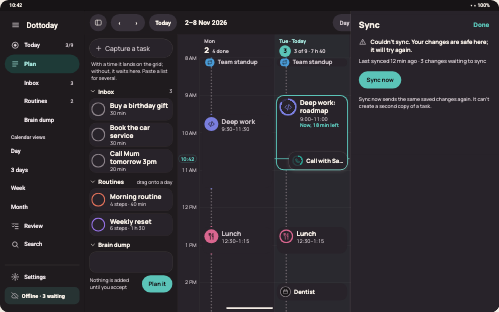 10:42
100%
Dottoday
Today
3/9
Plan
Inbox
3
Routines
2
Brain dump
Calendar views
Day
3 days
Week
Month
Review
Search
Settings
Offline · 3 waiting
Today
Capture a task
With a time it lands on the grid;
without, it waits here. Paste a list
for several.
Inbox
3
Buy a birthday gift
30 min
Book the car
service
30 min
Call Mum
tomorrow 3pm
20 min
Routines
drag onto a day
Morning routine
4 steps · 40 min
Weekly reset
6 steps · 1 h 30
Brain dump
Nothing is added
until you accept
Plan it
2–8 Nov 2026
Day
Mon
2
4 done
Tue · Today
3
3 of 9 · 7 h 40
8 AM
9 AM
10 AM
10:42
11 AM
12 PM
1 PM
2 PM
Team standup
Deep work
9:30–11:30
Lunch
12:30–1:15
Team standup
Deep work:
roadmap
9:00–11:00
Now, 18 min left
Call with Sa…
Lunch
12:30–1:15
Dentist
Sync
Done
Couldn't sync. Your changes are safe here;
it will try again.
Last synced 12 min ago · 3 changes waiting to sync
Sync now
Sync now sends the same saved changes again. It can't
create a second copy of a task.